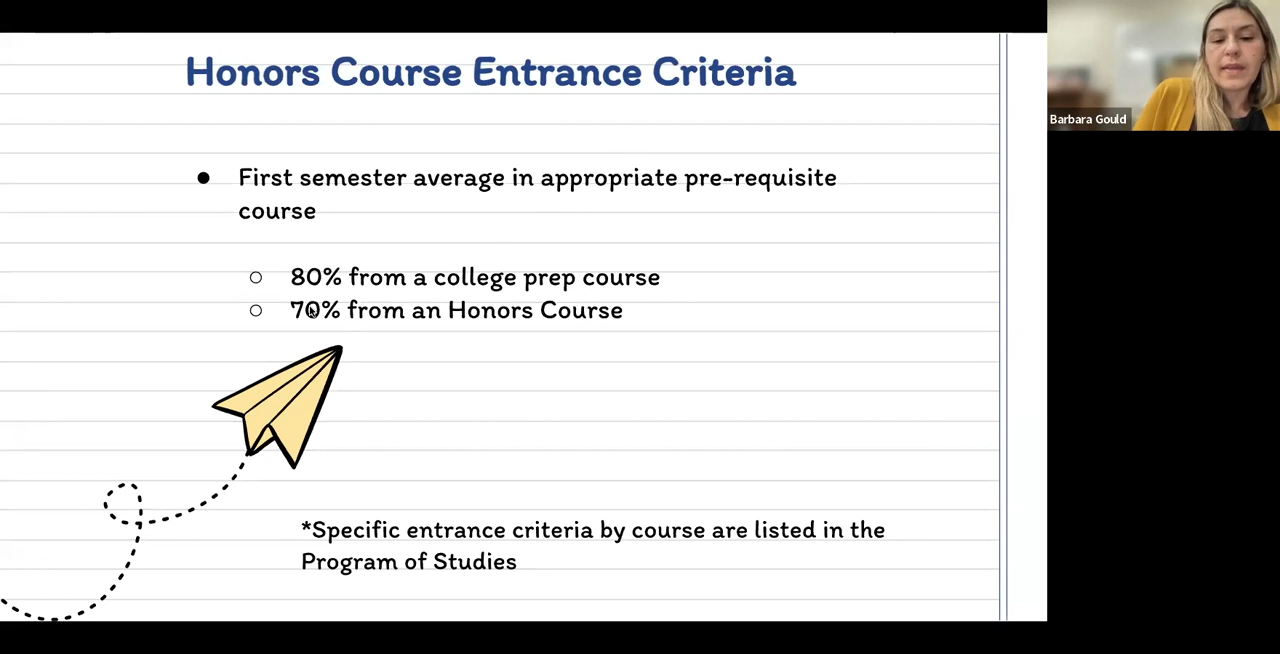 Honors Course Entrance Criteria
● First semester average in appropriate pre-requisite
course
○ 80% from a college prep course
○ 70% from an Honors Course
*Specific entrance criteria by course are listed in the
Program of Studies
Barbara Gould